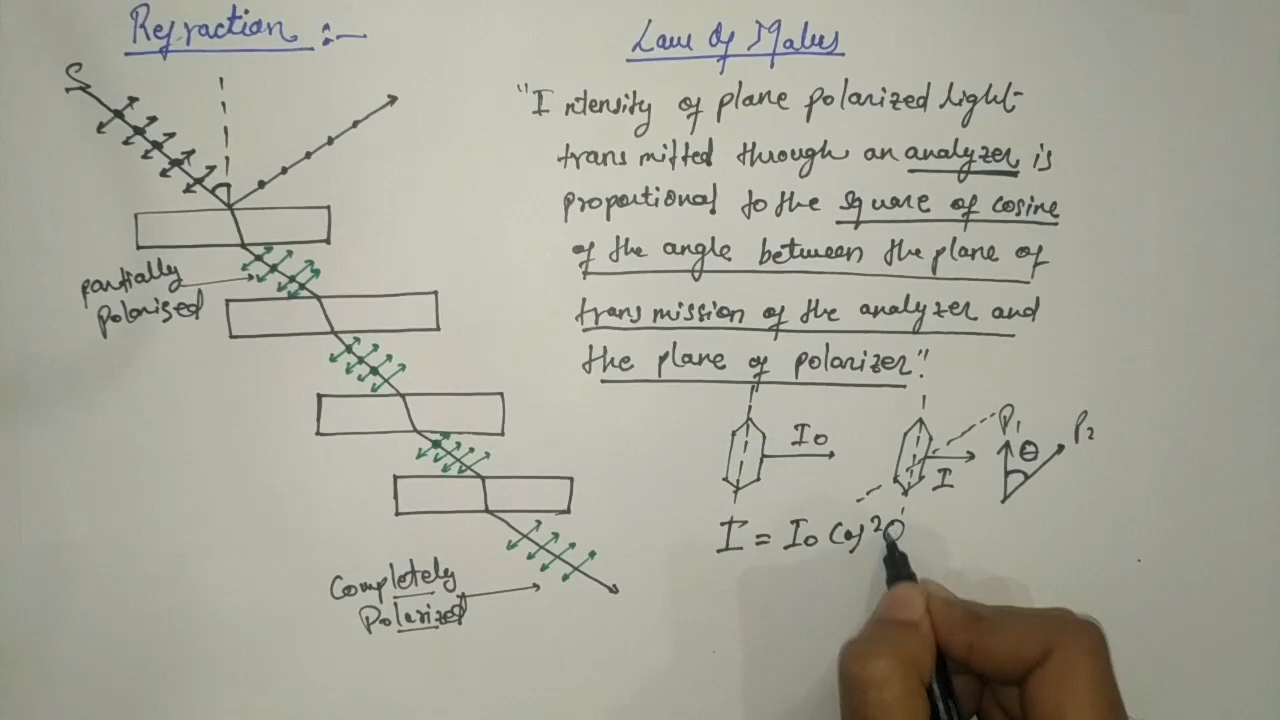 Refraction :-
S
partially
Polarised
Completely
Polarized
Law Of Malus
"Intensity of plane polarized light
transmitted through an analyzer is
proportional to the square of cosine
of the angle between the plane of
transmission of the analyzer and
the plane of polarizer."
I₀
I
P₁
θ
P₂
I = I₀ Cos²θ